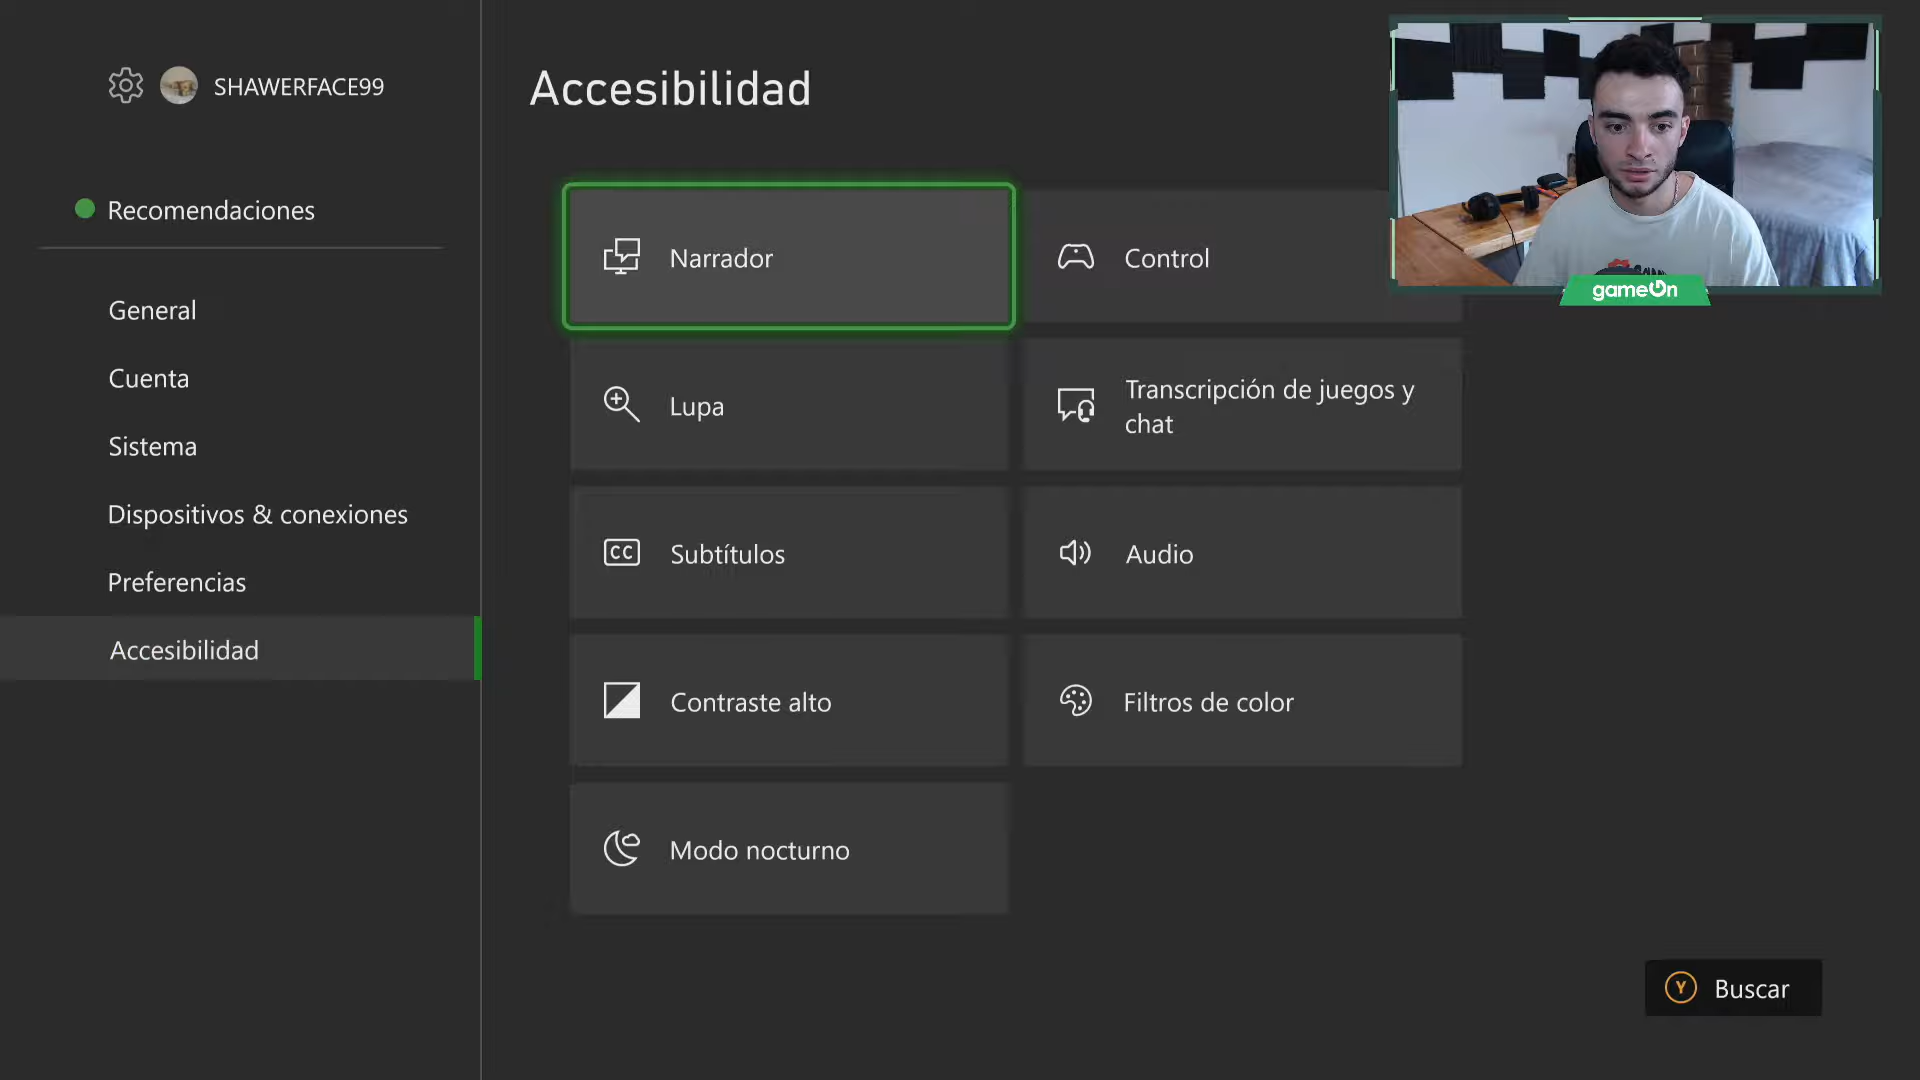 SHAWERFACE99
Recomendaciones
General
Cuenta
Sistema
Dispositivos & conexiones
Preferencias
Accesibilidad
Accesibilidad
Narrador
Control
Lupa
Transcripción de juegos y
chat
CC
Subtítulos
Audio
Contraste alto
Filtros de color
Modo nocturno
gameOn
Y Buscar